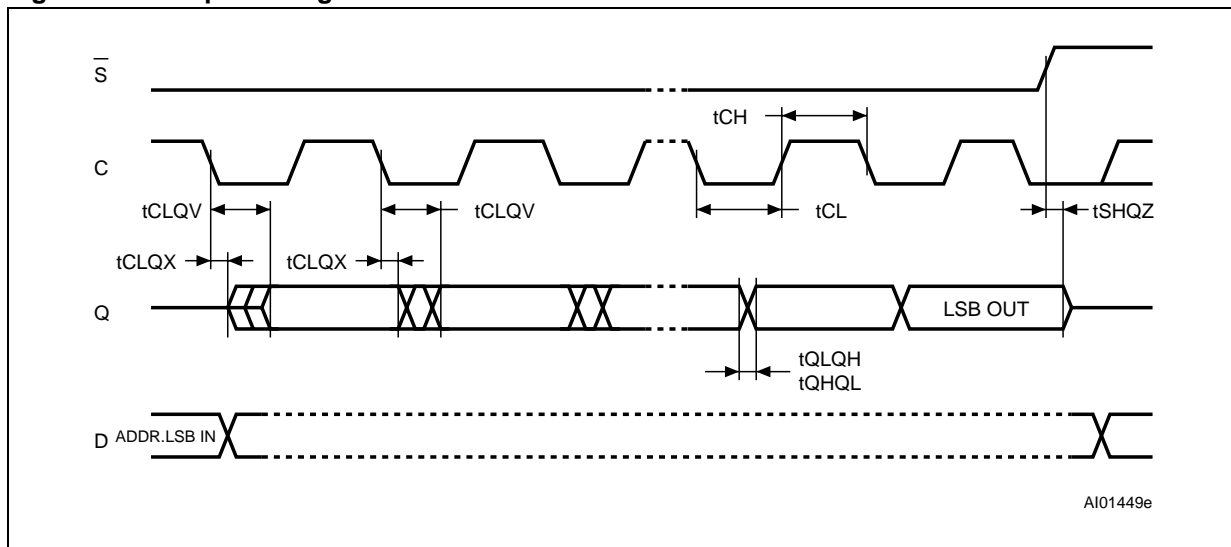 S
tCH
C
tCLQV
tCLQV
tCL
tSHQZ
tCLQX
tCLQX
Q
LSB OUT
tQLQH
tQHQL
D
ADDR.LSB IN
AI01449e